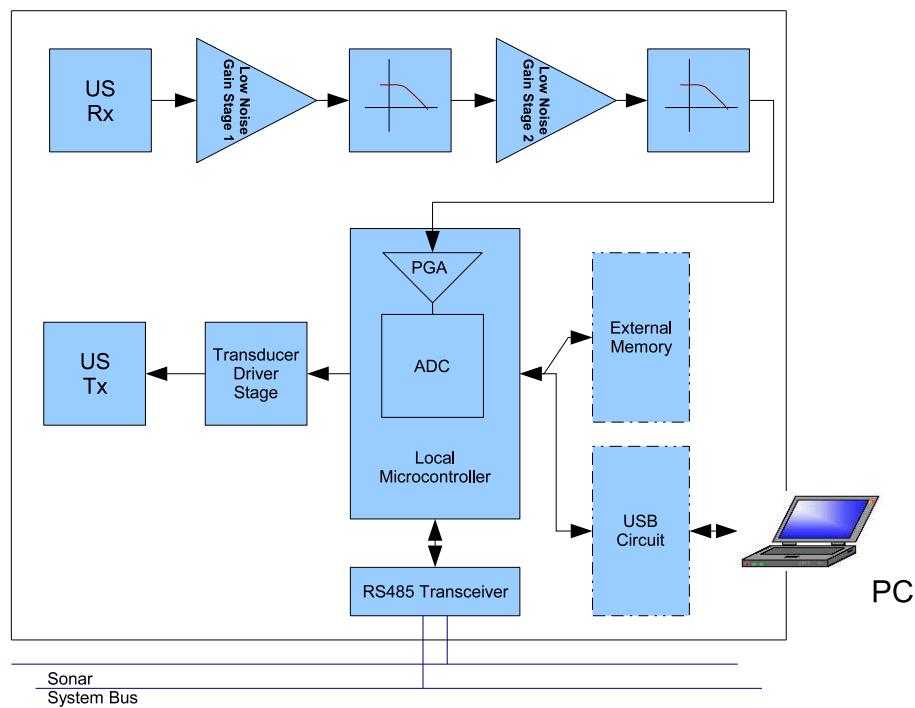 US
Rx
Low Noise
Gain Stage 1
Low Noise
Gain Stage 2
PGA
ADC
Local
Microcontroller
US
Tx
Transducer
Driver
Stage
External
Memory
USB
Circuit
PC
RS485 Transceiver
Sonar
System Bus